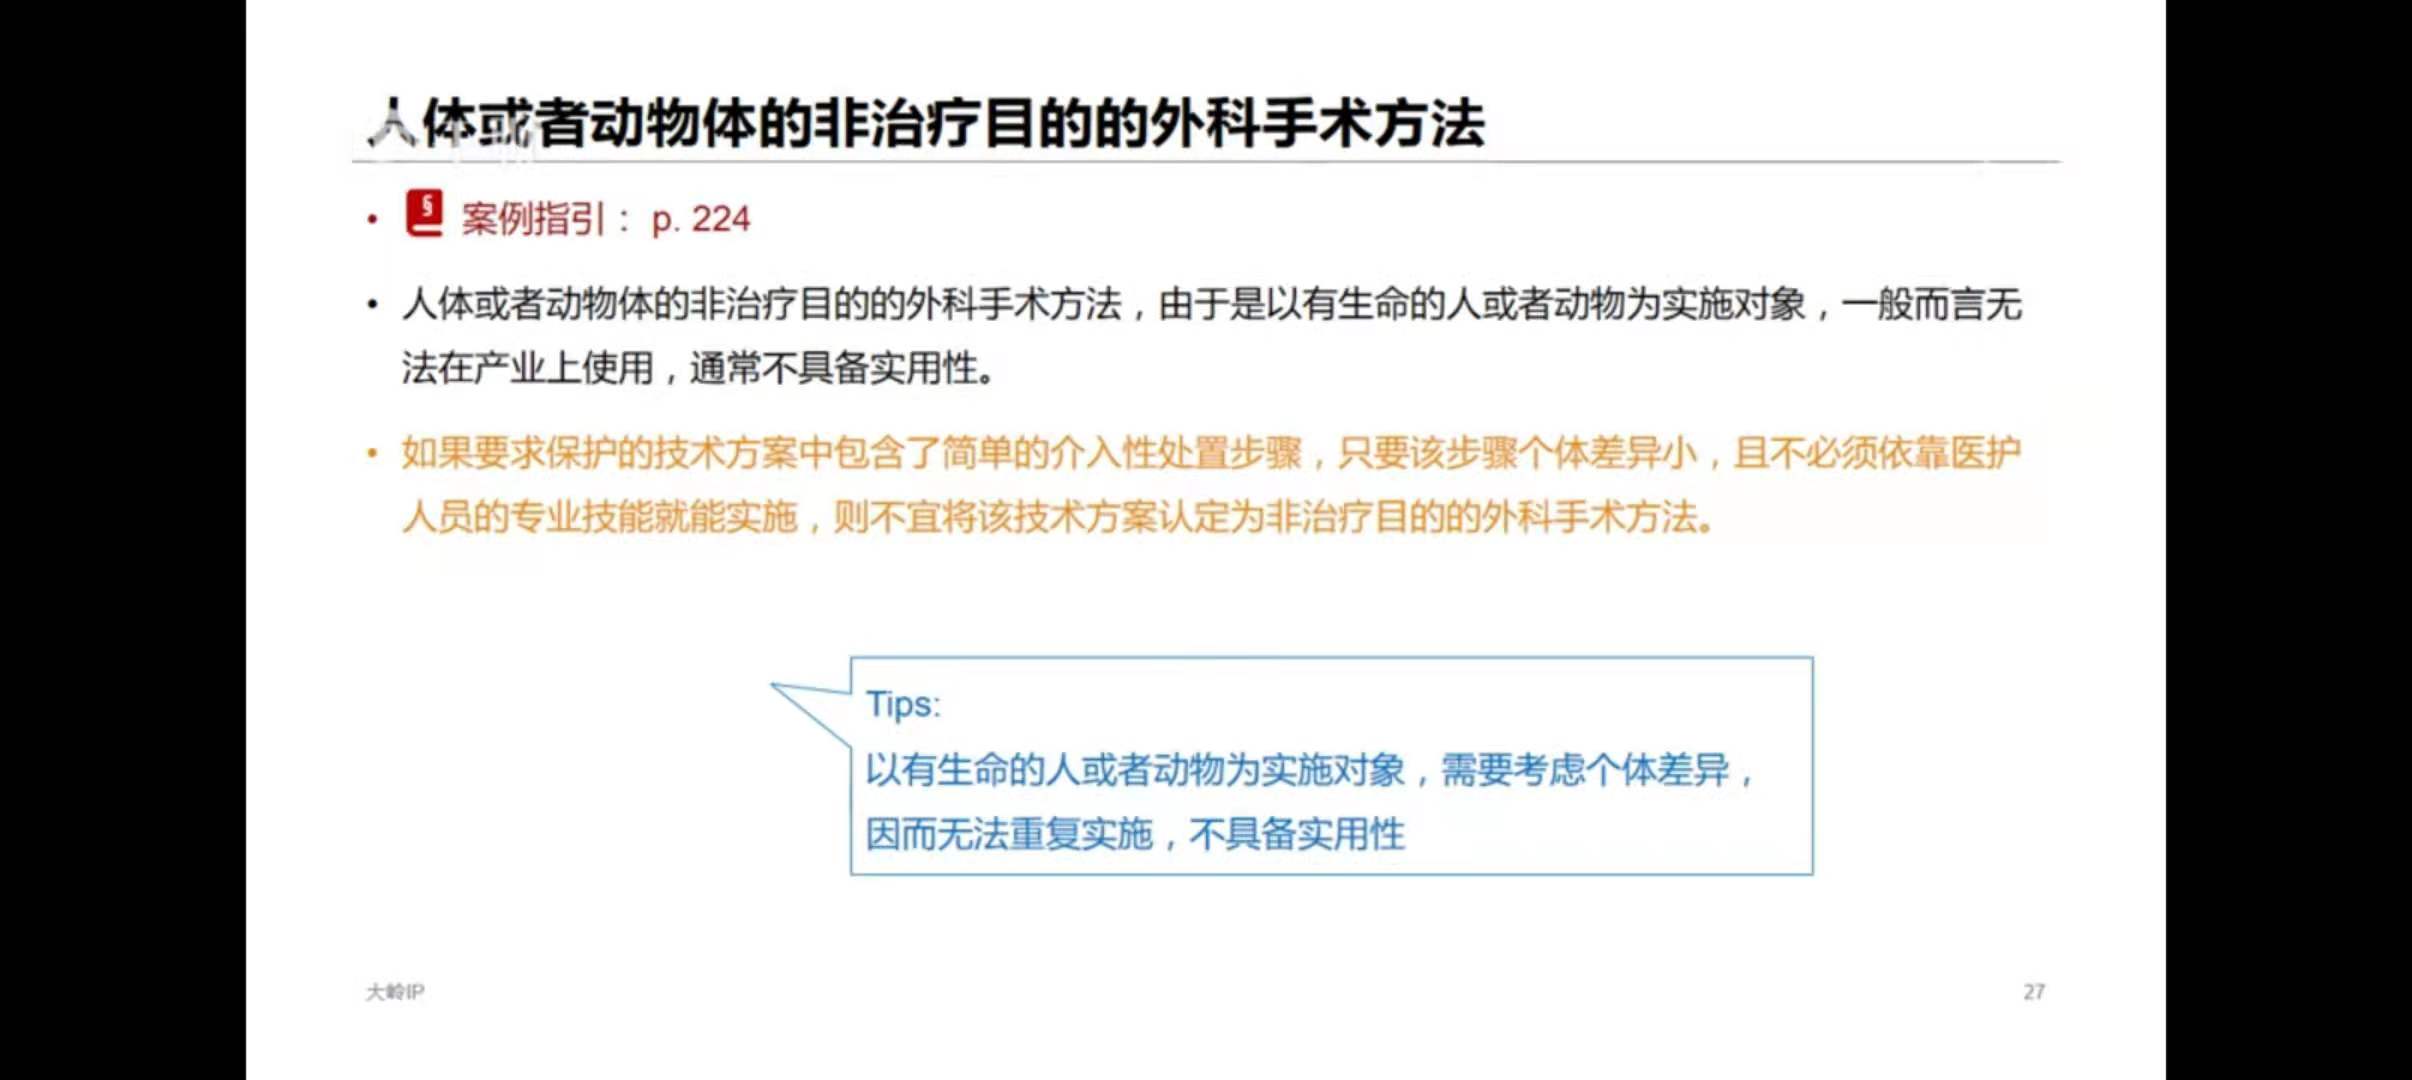 人体或者动物体的非治疗目的的外科手术方法
• § 案例指引： p. 224
• 人体或者动物体的非治疗目的的外科手术方法，由于是以有生命的人或者动物为实施对象，一般而言无
法在产业上使用，通常不具备实用性。
• 如果要求保护的技术方案中包含了简单的介入性处置步骤，只要该步骤个体差异小，且不必须依靠医护
人员的专业技能就能实施，则不宜将该技术方案认定为非治疗目的的外科手术方法。
Tips:
以有生命的人或者动物为实施对象，需要考虑个体差异，
因而无法重复实施，不具备实用性
大岭IP
27